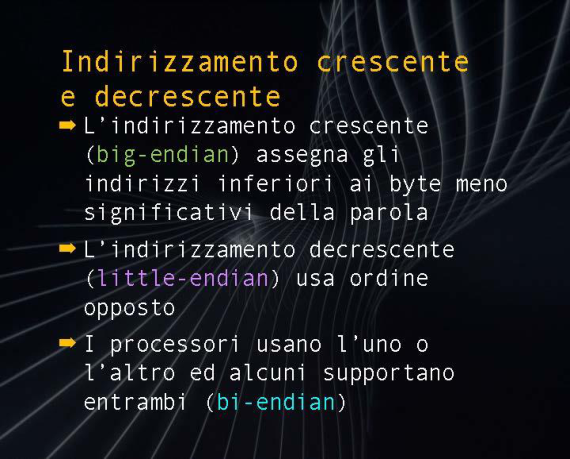 Indirizzamento crescente
e decrescente
➡ L'indirizzamento crescente
(big-endian) assegna gli
indirizzi inferiori ai byte meno
significativi della parola
➡ L'indirizzamento decrescente
(little-endian) usa ordine
opposto
➡ I processori usano l'uno o
l'altro ed alcuni supportano
entrambi (bi-endian)